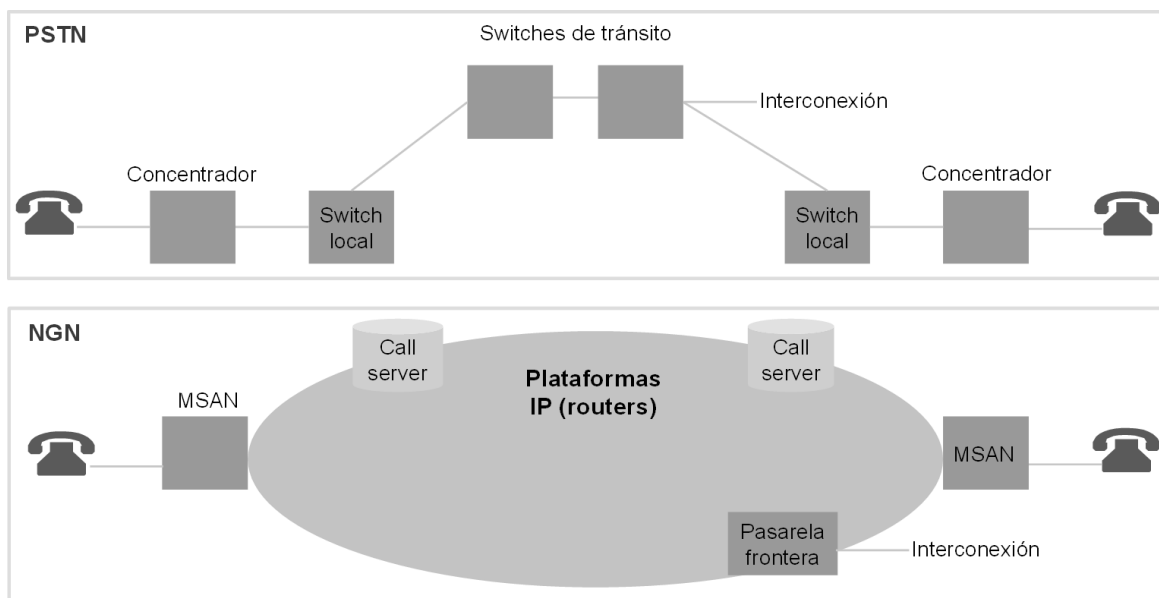 PSTN
Switches de tránsito
Interconexión
Concentrador
Concentrador
Switch
local
Switch
local
NGN
Call
server
Call
server
Plataformas
IP (routers)
MSAN
MSAN
Pasarela
frontera
Interconexión